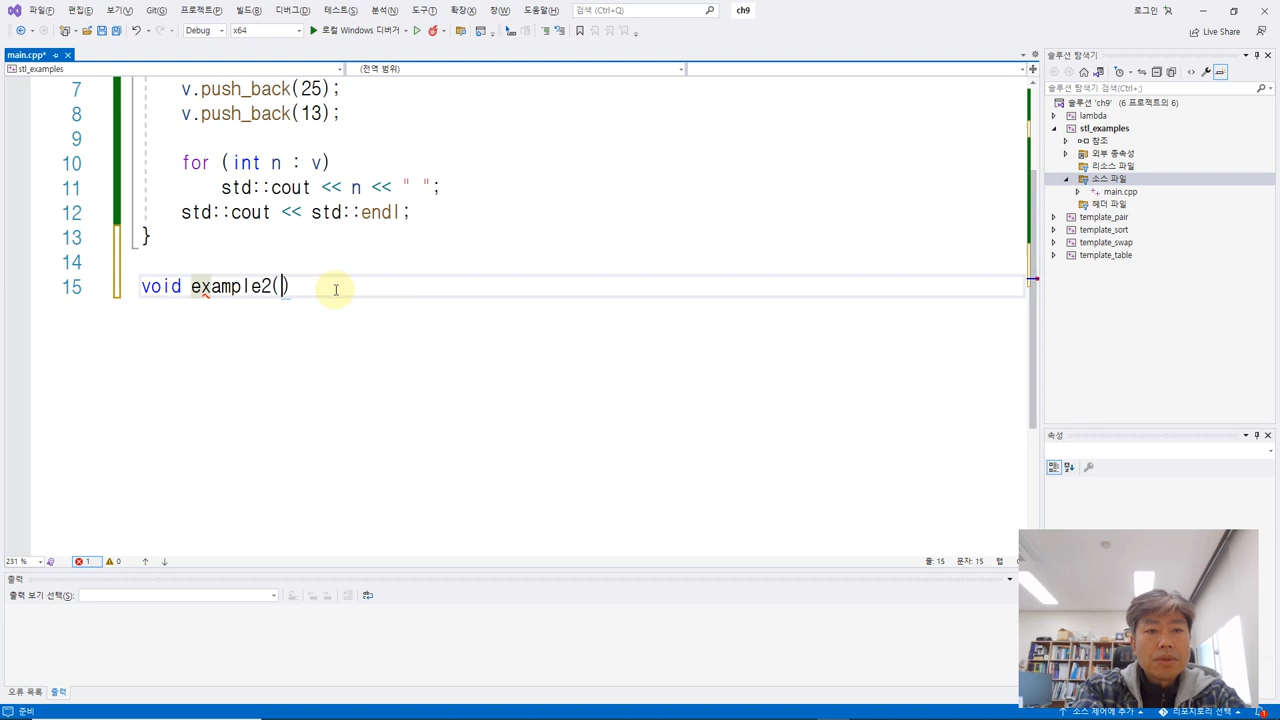 파일(F) 편집(E) 보기(V) Git(G) 프로젝트(P) 빌드(B) 디버그(D) 테스트(S) 분석(N) 도구(T) 확장(X) 창(W) 도움말(H) 검색(Ctrl+Q) ch9 로그인
Debug x64 로컬 Windows 디버거 Live Share
main.cpp*
stl_examples (전역 범위)
7 v.push_back(25);
8 v.push_back(13);
9
10 for (int n : v)
11 std::cout << n << " ";
12 std::cout << std::endl;
13 }
14
15 void example2()
231 % 1 0 줄: 15 문자: 15 탭
출력
출력 보기 선택(S):
오류 목록 출력
준비 소스 제어에 추가 리포지토리 선택 1
솔루션 탐색기
솔루션 탐색기 검색(Ctrl+;)
솔루션 'ch9' (6 프로젝트의 6)
lambda
stl_examples
참조
외부 종속성
리소스 파일
소스 파일
main.cpp
헤더 파일
template_pair
template_sort
template_swap
template_table
속성